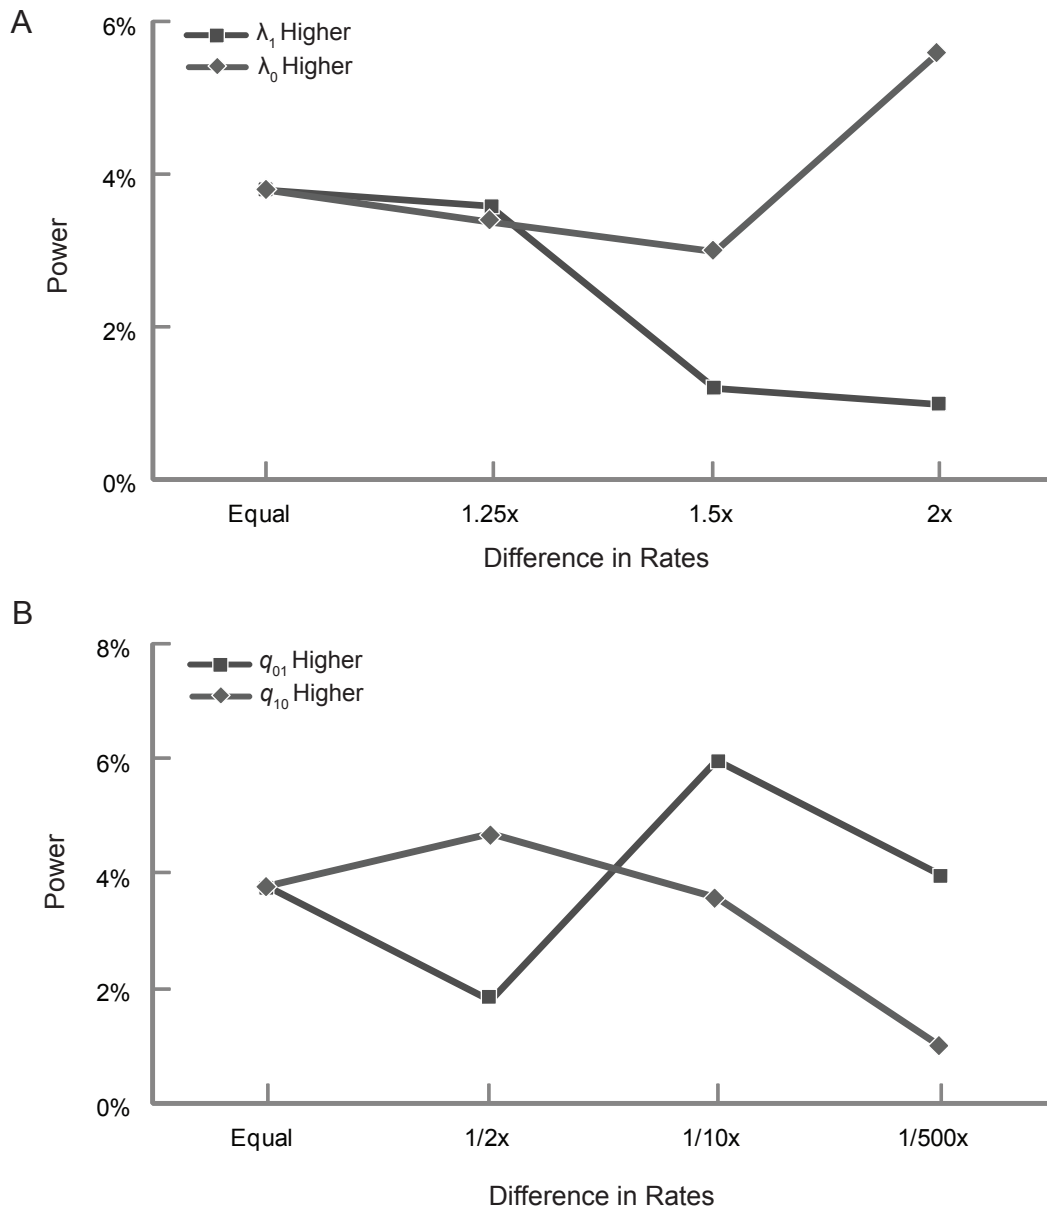 A
6%
λ1 Higher
λ0 Higher
4%
Power
2%
0%
Equal 1.25x 1.5x 2x
Difference in Rates
B
8%
q01 Higher
q10 Higher
6%
4%
Power
2%
0%
Equal 1/2x 1/10x 1/500x
Difference in Rates